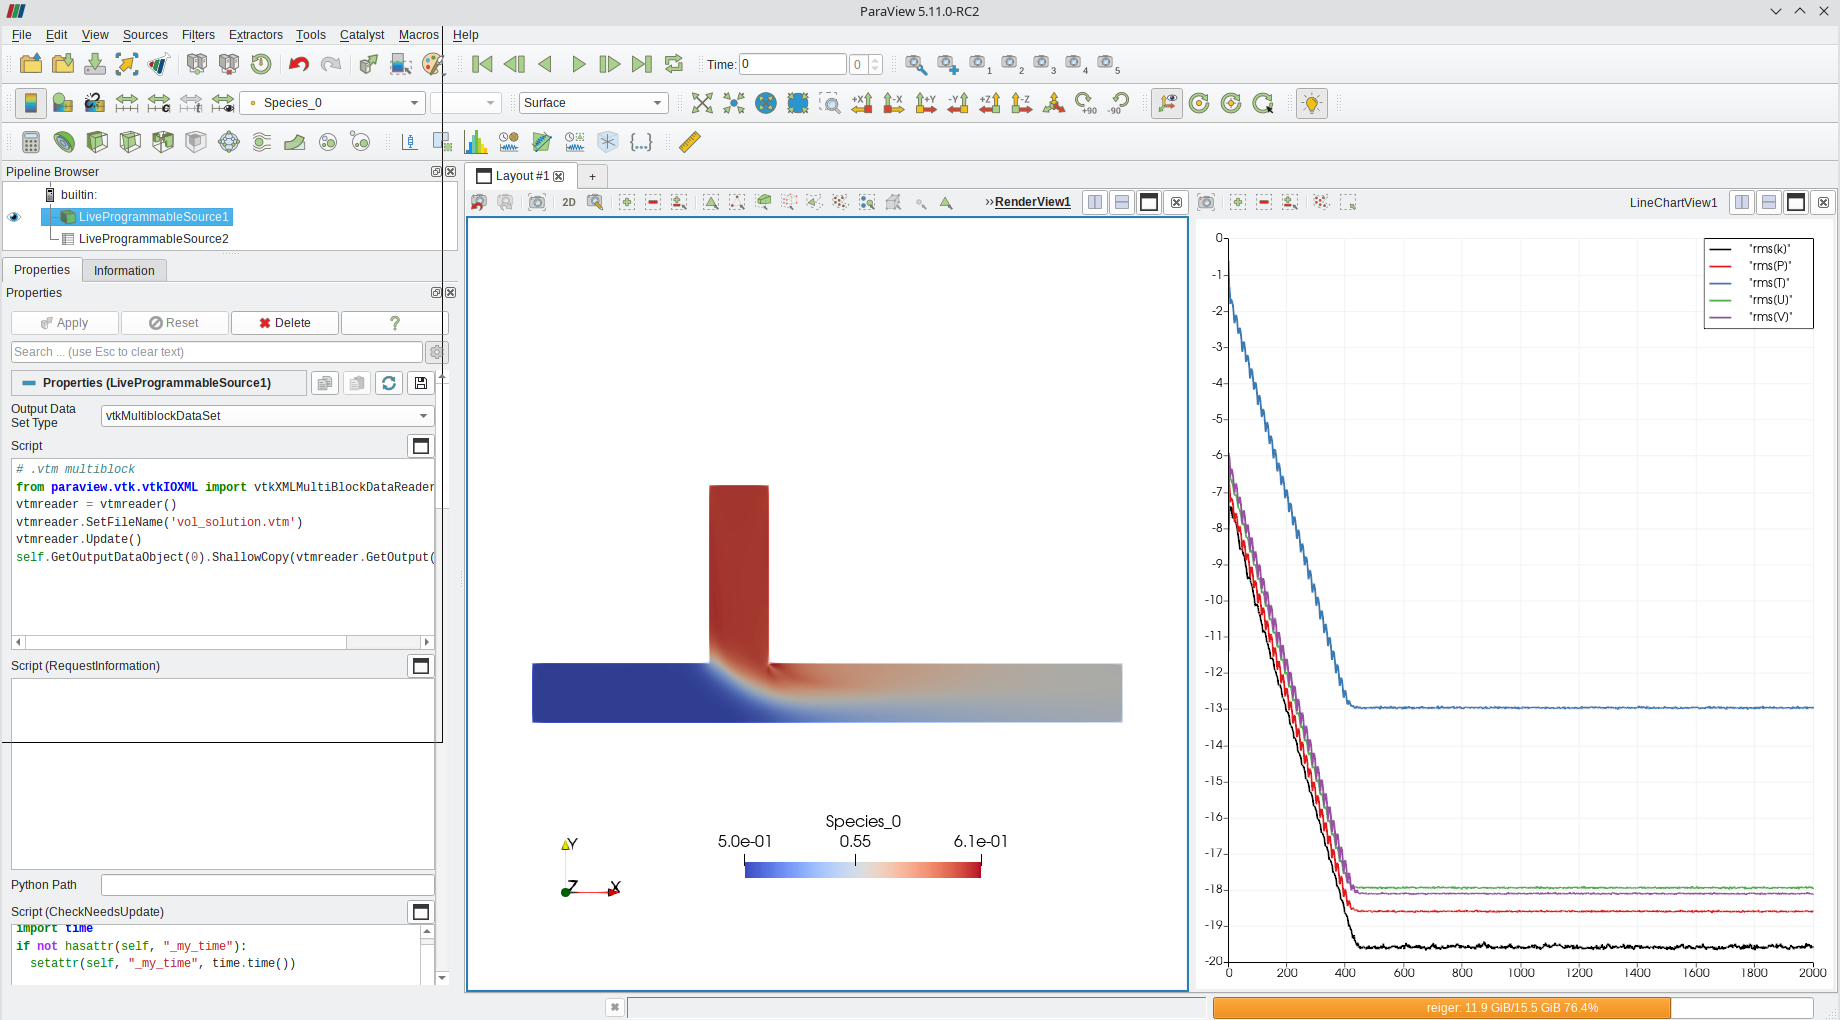 ParaView 5.11.0-RC2
File Edit View Sources Filters Extractors Tools Catalyst Macros Help
Time: 0 0 1 2 3 4 5
Species_0 Surface +X -X +Y -Y +Z -Z +90 -90
Pipeline Browser
Layout #1 +
builtin:
2D RenderView1 LineChartView1
LiveProgrammableSource1
LiveProgrammableSource2
Properties Information
Properties
Apply Reset Delete ?
Search ... (use Esc to clear text)
Properties (LiveProgrammableSource1)
Output Data
Set Type vtkMultiblockDataSet
Script
# .vtm multiblock
from paraview.vtk.vtkIOXML import vtkXMLMultiBlockDataReader
vtmreader = vtmreader()
vtmreader.SetFileName('vol_solution.vtm')
vtmreader.Update()
self.GetOutputDataObject(0).ShallowCopy(vtmreader.GetOutput(
Script (RequestInformation)
Python Path
Script (CheckNeedsUpdate)
import time
if not hasattr(self, "_my_time"):
setattr(self, "_my_time", time.time())
Species_0
5.0e-01 0.55 6.1e-01
Y
Z X
"rms(k)"
"rms(P)"
"rms(T)"
"rms(U)"
"rms(V)"
0
-1
-2
-3
-4
-5
-6
-7
-8
-9
-10
-11
-12
-13
-14
-15
-16
-17
-18
-19
-20
0 200 400 600 800 1000 1200 1400 1600 1800 2000
reiger: 11.9 GiB/15.5 GiB 76.4%